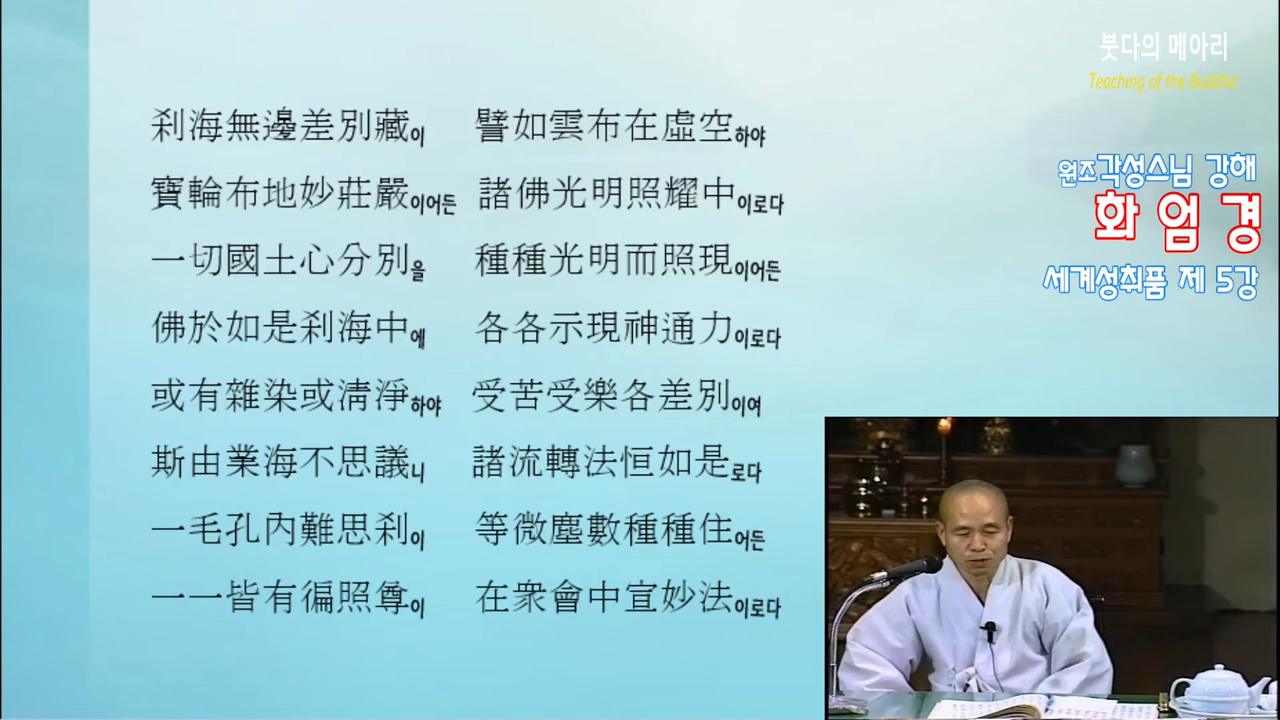 刹海無邊差別藏이 譬如雲布在虛空하야
寶輪布地妙莊嚴이어든 諸佛光明照耀中이로다
一切國土心分別을 種種光明而照現이어든
佛於如是刹海中에 各各示現神通力이로다
或有雜染或淸淨하야 受苦受樂各差別이여
斯由業海不思議니 諸流轉法恒如是로다
一毛孔內難思刹이 等微塵數種種住어든
一一皆有徧照尊이 在衆會中宣妙法이로다
붓다의 메아리
Teaching of the Buddha
원조각성스님 강해
화엄경
세계성취품 제 5강